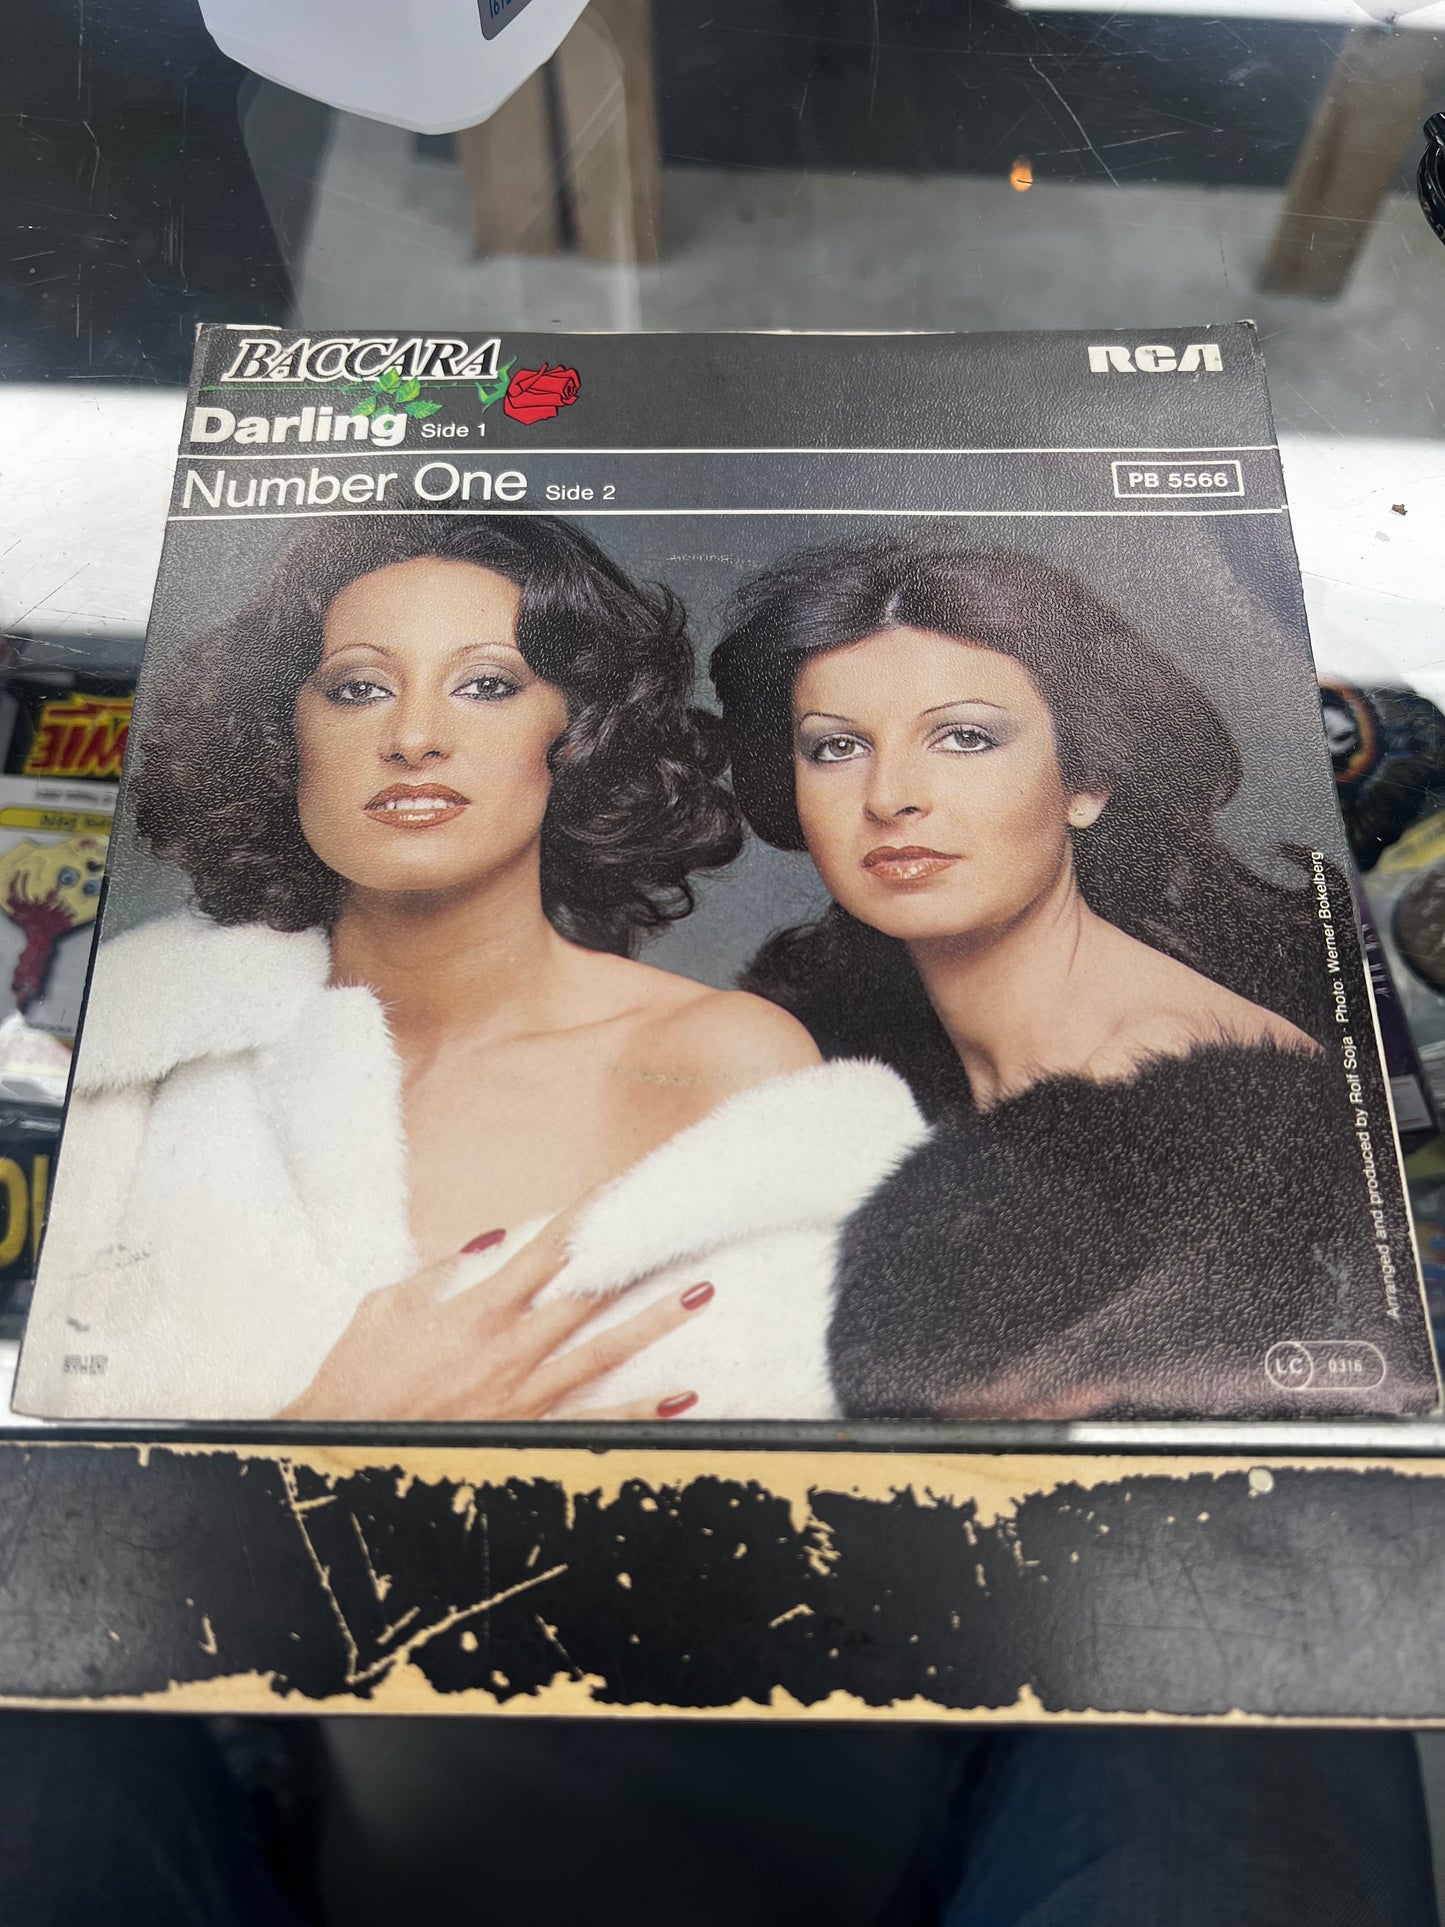 BACCARA
RCA
Darling Side 1
Number One Side 2
PB 5566
Arranged and produced by Rolf Soja · Photo: Werner Bokelberg
LC 0316